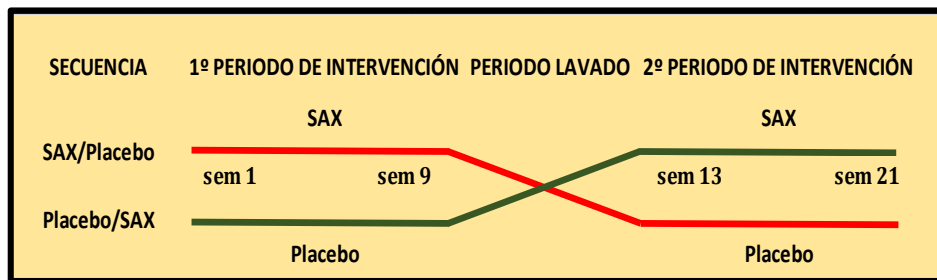 SECUENCIA 1º PERIODO DE INTERVENCIÓN PERIODO LAVADO 2º PERIODO DE INTERVENCIÓN
SAX SAX
SAX/Placebo
sem 1 sem 9 sem 13 sem 21
Placebo/SAX
Placebo Placebo